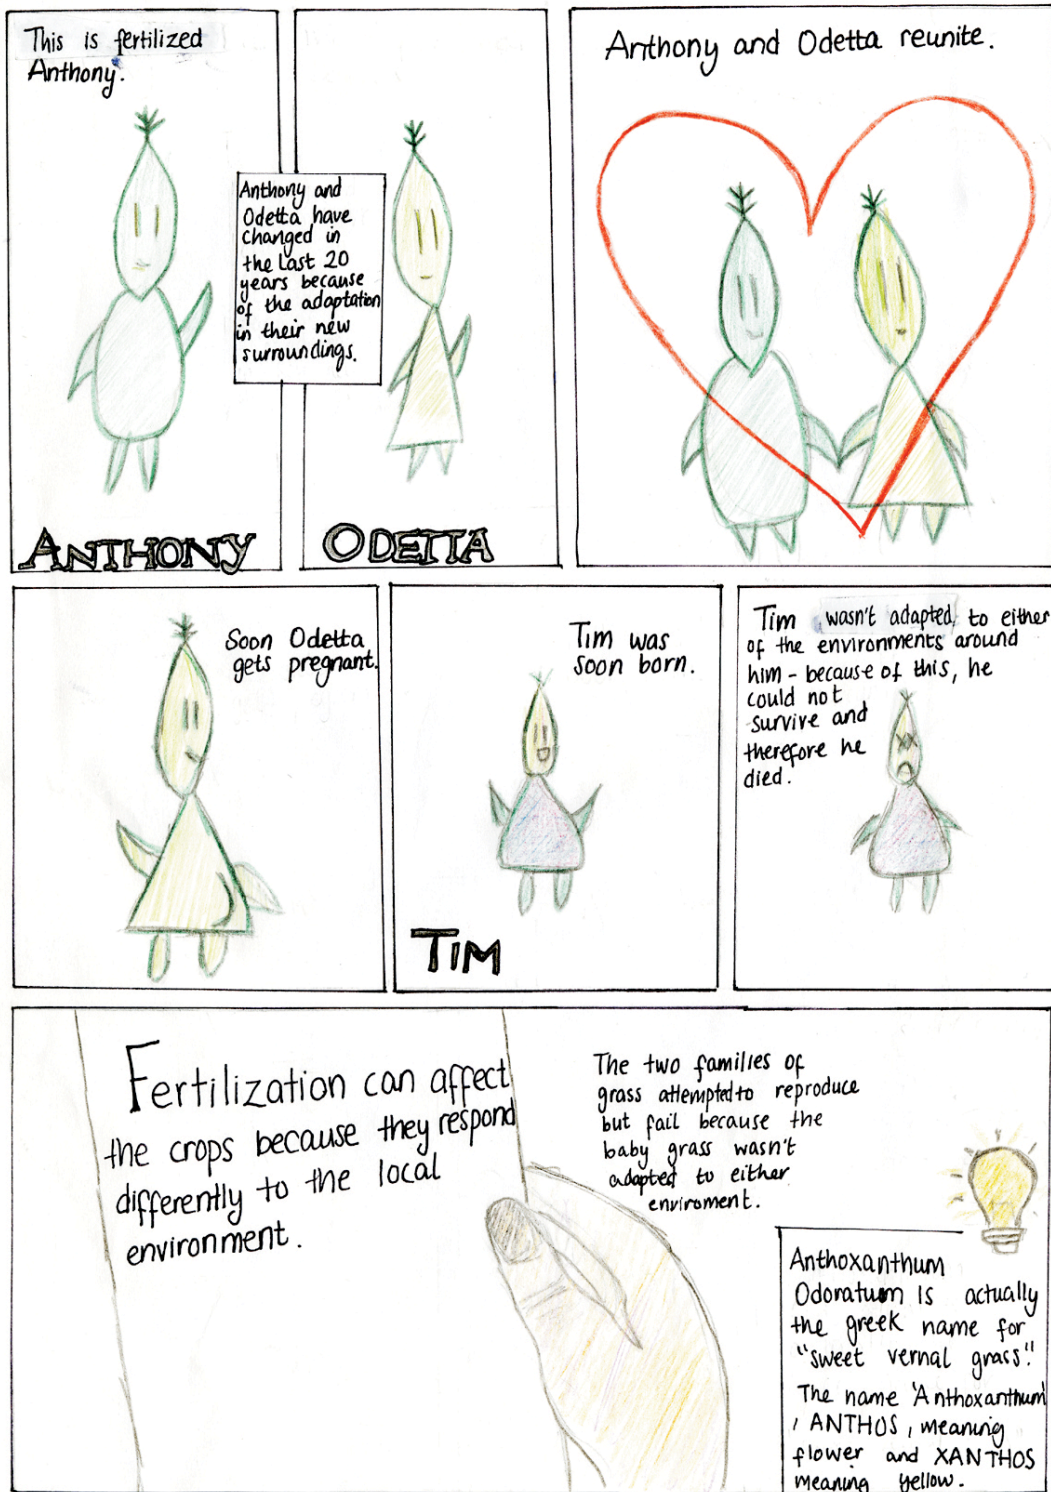 This is fertilized
Anthony.
ANTHONY
Anthony and
Odetta have
changed in
the last 20
years because
of the adaptation
in their new
surroundings.
ODETTA
Anthony and Odetta reunite.
Soon Odetta
gets pregnant.
Tim was
soon born.
TIM
Tim wasn't adapted to either
of the environments around
him - because of this, he
could not
survive and
therefore he
died.
Fertilization can affect
the crops because they respond
differently to the local
environment.
The two families of
grass attempted to reproduce
but fail because the
baby grass wasn't
adapted to either
enviroment.
Anthoxanthum
Odoratum is actually
the greek name for
"sweet vernal grass".
The name 'Anthoxanthum'
, ANTHOS, meaning
flower and XANTHOS
meaning yellow.